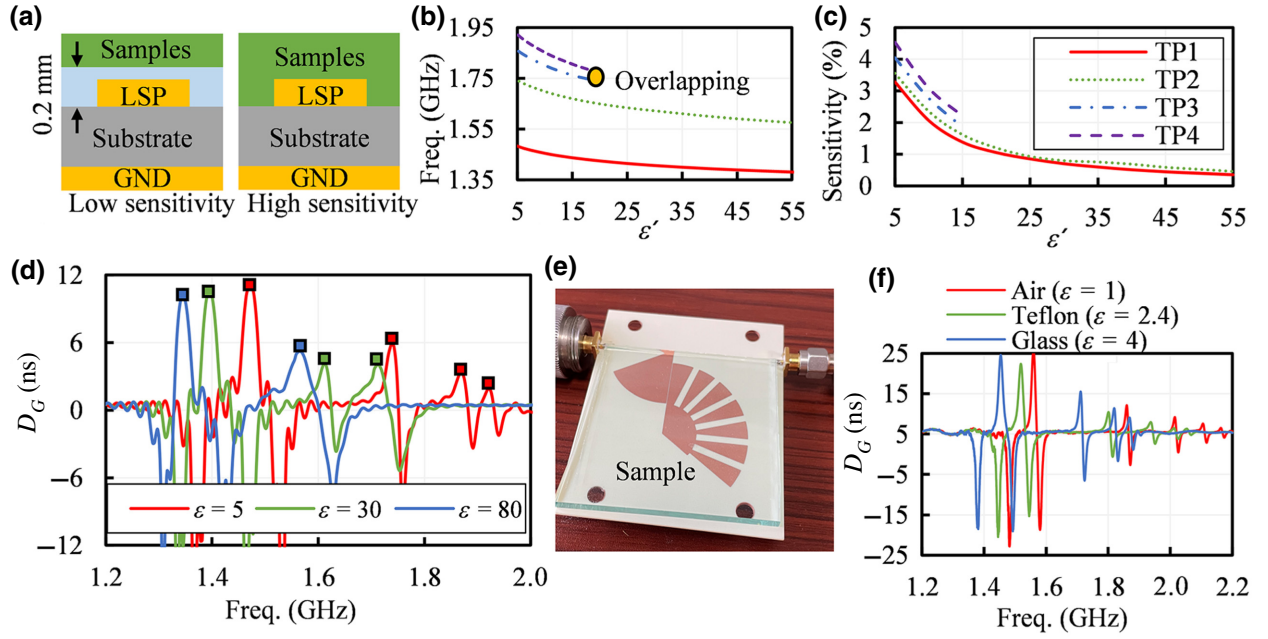 (a)
Samples
LSP
Substrate
GND
0.2 mm
Low sensitivity
Samples
LSP
Substrate
GND
High sensitivity
(b)
Freq. (GHz)
1.95
1.75
1.55
1.35
Overlapping
5 15 25 35 45 55
ε′
(c)
Sensitivity (%)
5
4
3
2
1
0
TP1
TP2
TP3
TP4
5 15 25 35 45 55
ε′
(d)
D_G (ns)
12
6
0
−6
−12
ε = 5 ε = 30 ε = 80
1.2 1.4 1.6 1.8 2.0
Freq. (GHz)
(e)
Sample
(f)
Air (ε = 1)
Teflon (ε = 2.4)
Glass (ε = 4)
D_G (ns)
25
15
5
−5
−15
−25
1.2 1.4 1.6 1.8 2.0 2.2
Freq. (GHz)